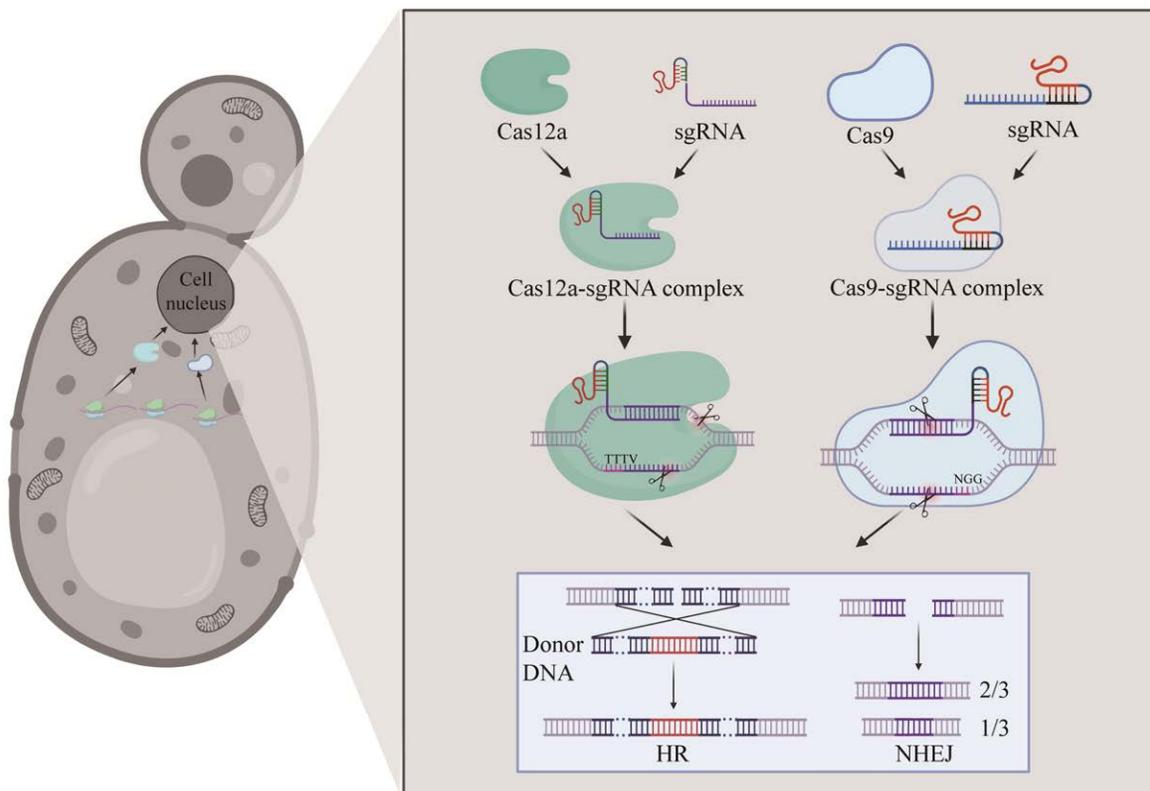 Cas12a
sgRNA
Cas9
sgRNA
Cell
nucleus
Cas12a-sgRNA complex
Cas9-sgRNA complex
TTTV
NGG
Donor
DNA
2/3
1/3
HR
NHEJ